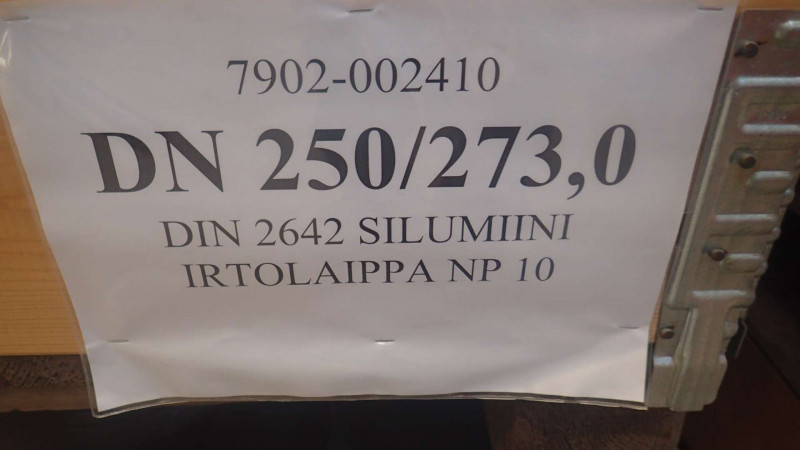 7902-002410
DN 250/273,0
DIN 2642 SILUMIINI
IRTOLAIPPA NP 10